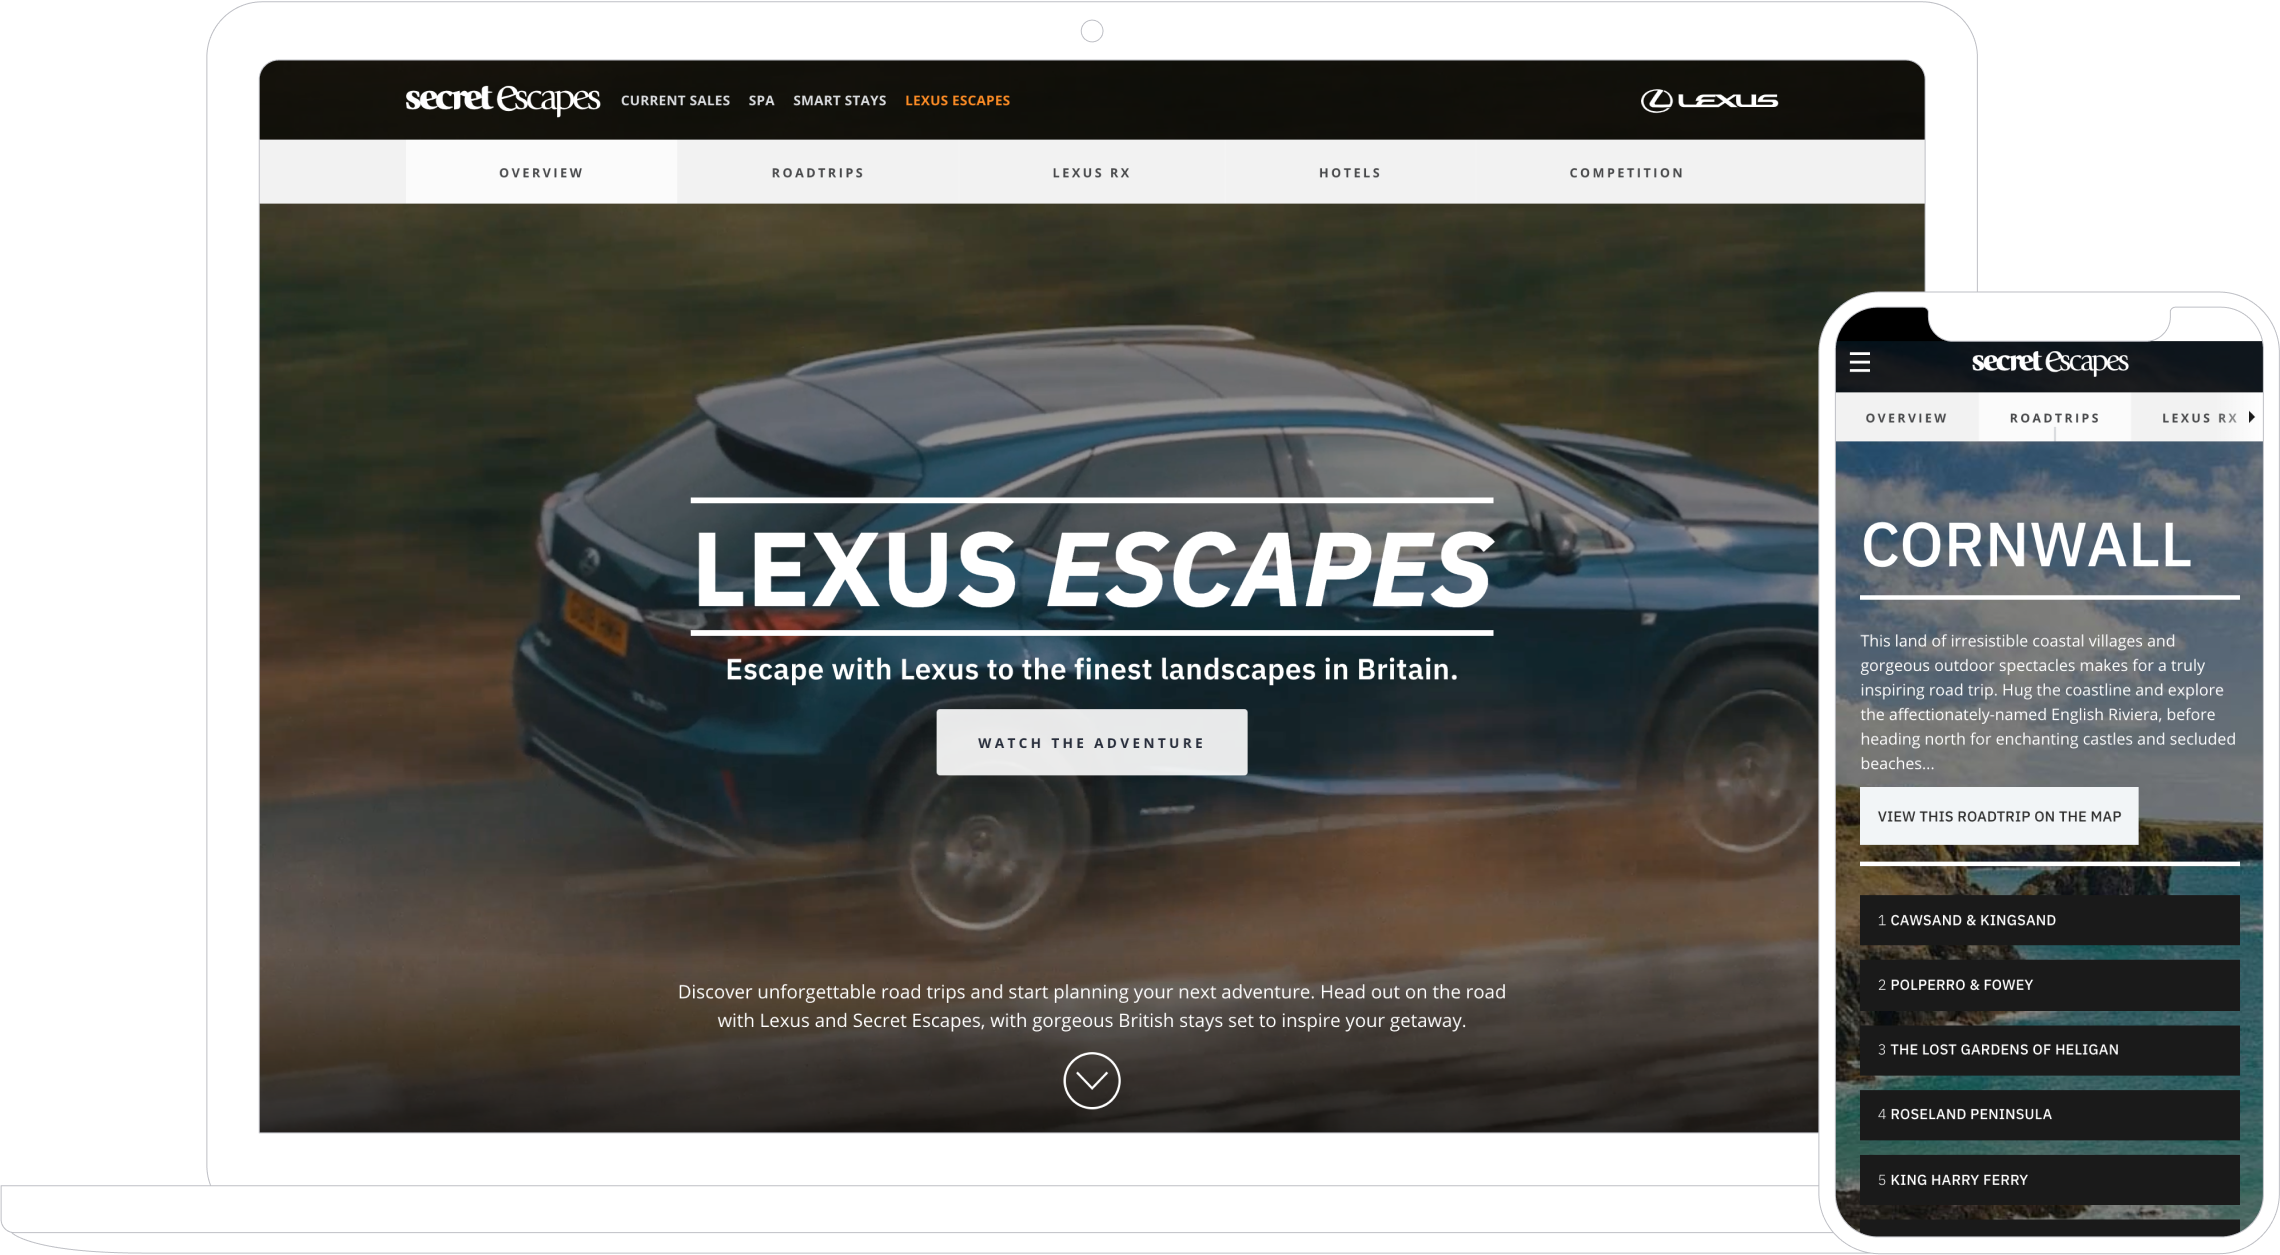 secret escapes CURRENT SALES SPA SMART STAYS LEXUS ESCAPES LEXUS
OVERVIEW ROADTRIPS LEXUS RX HOTELS COMPETITION
LEXUS ESCAPES
Escape with Lexus to the finest landscapes in Britain.
WATCH THE ADVENTURE
Discover unforgettable road trips and start planning your next adventure. Head out on the road
with Lexus and Secret Escapes, with gorgeous British stays set to inspire your getaway.
secret escapes
OVERVIEW ROADTRIPS LEXUS RX
CORNWALL
This land of irresistible coastal villages and
gorgeous outdoor spectacles makes for a truly
inspiring road trip. Hug the coastline and explore
the affectionately-named English Riviera, before
heading north for enchanting castles and secluded
beaches...
VIEW THIS ROADTRIP ON THE MAP
1 CAWSAND & KINGSAND
2 POLPERRO & FOWEY
3 THE LOST GARDENS OF HELIGAN
4 ROSELAND PENINSULA
5 KING HARRY FERRY